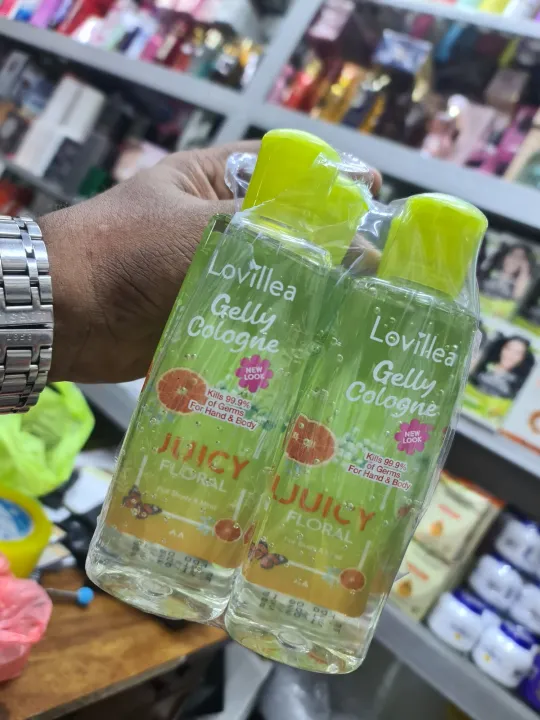 Lovillea
Gelly
Cologne
NEW
LOOK
Kills 99.9%
of Germs
For Hand & Body
JUICY
FLORAL
Lovillea
Gelly
Cologne
NEW
LOOK
Kills 99.9%
of Germs
For Hand & Body
JUICY
FLORAL